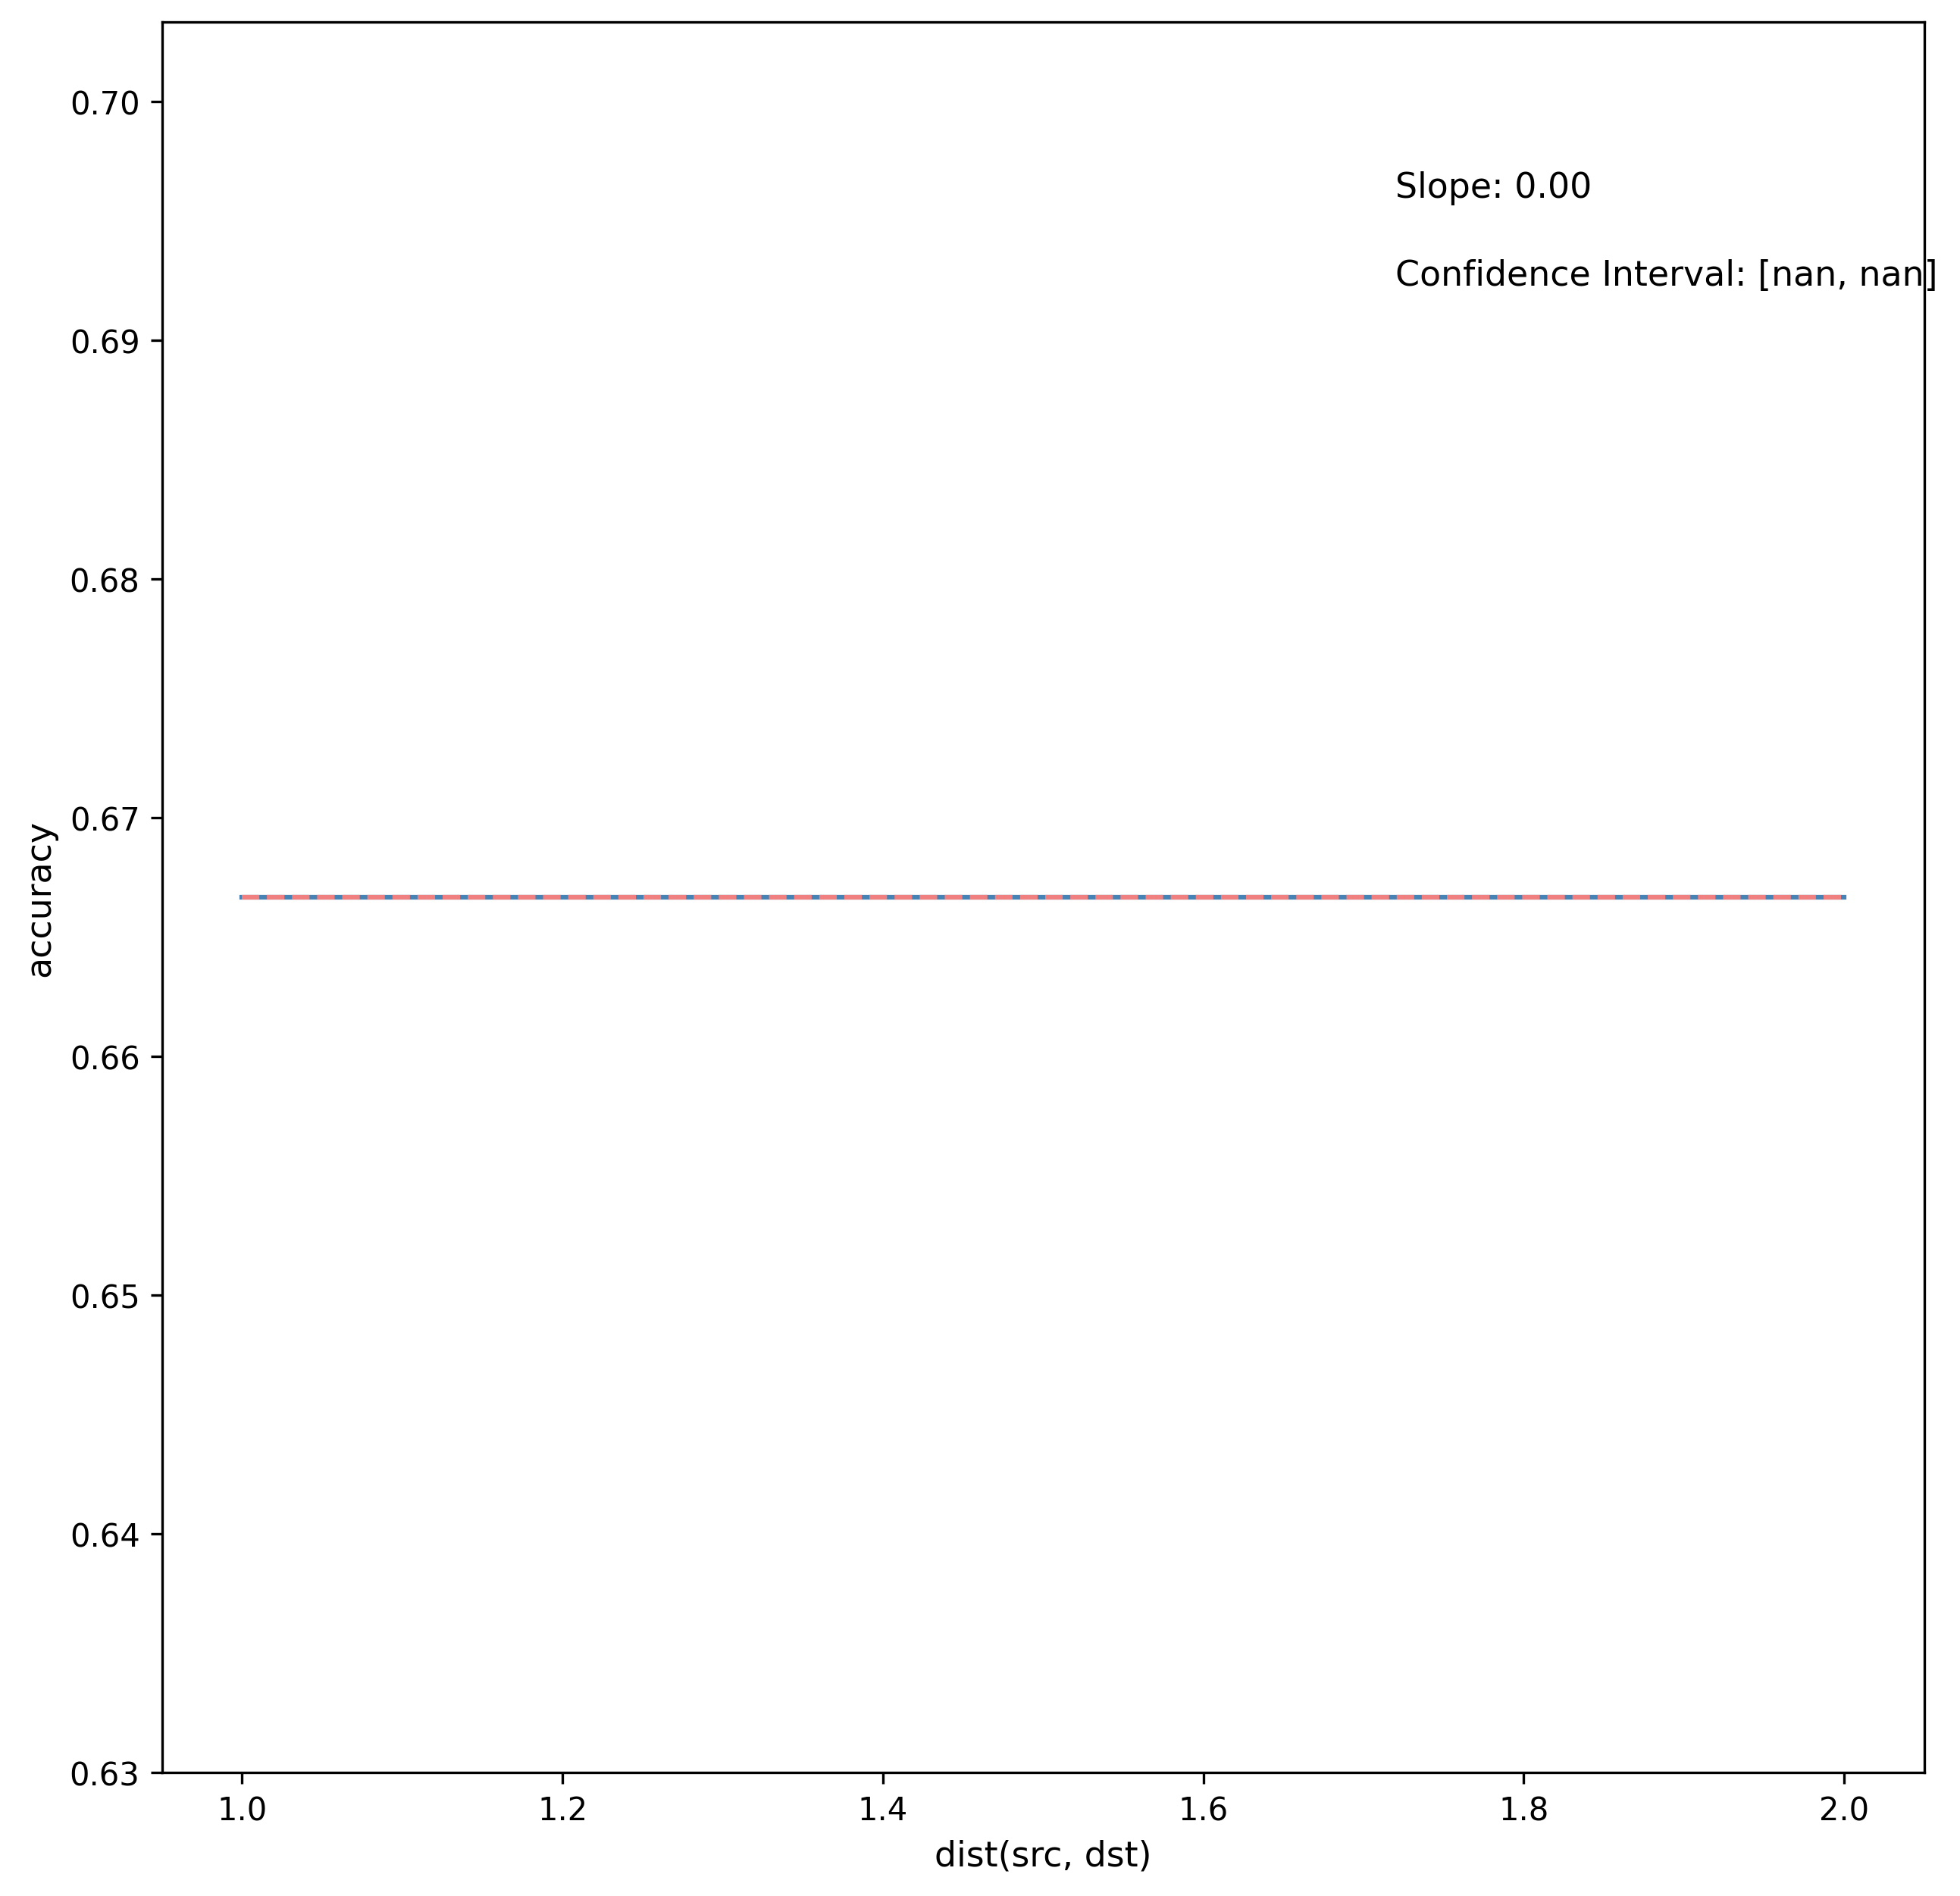 0.70
Slope: 0.00
Confidence Interval: [nan, nan]
0.69
0.68
0.67
accuracy
0.66
0.65
0.64
0.63
1.0 1.2 1.4 1.6 1.8 2.0
dist(src, dst)